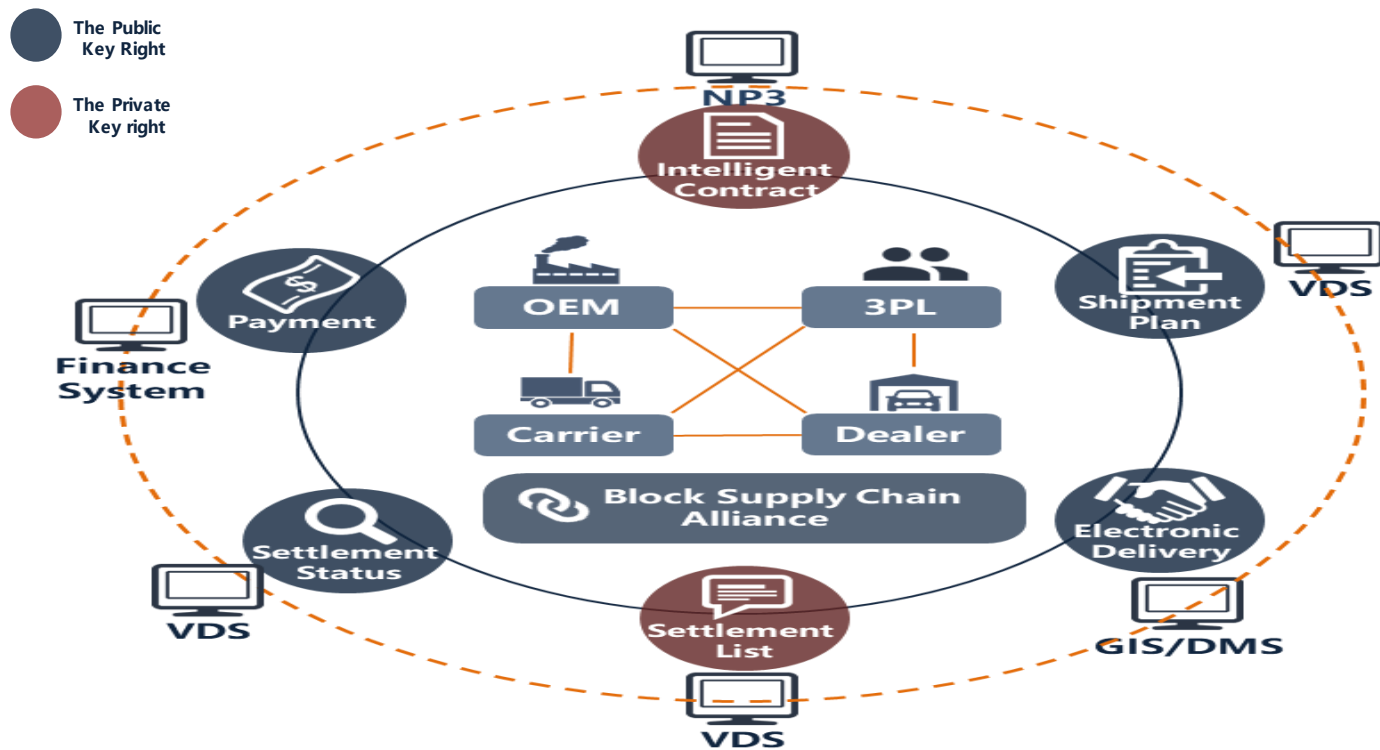 The Public
Key Right
The Private
Key right
NP3
Intelligent
Contract
Shipment
Plan
VDS
Payment
Finance
System
OEM
3PL
Carrier
Dealer
Block Supply Chain
Alliance
Settlement
Status
VDS
Electronic
Delivery
GIS/DMS
Settlement
List
VDS